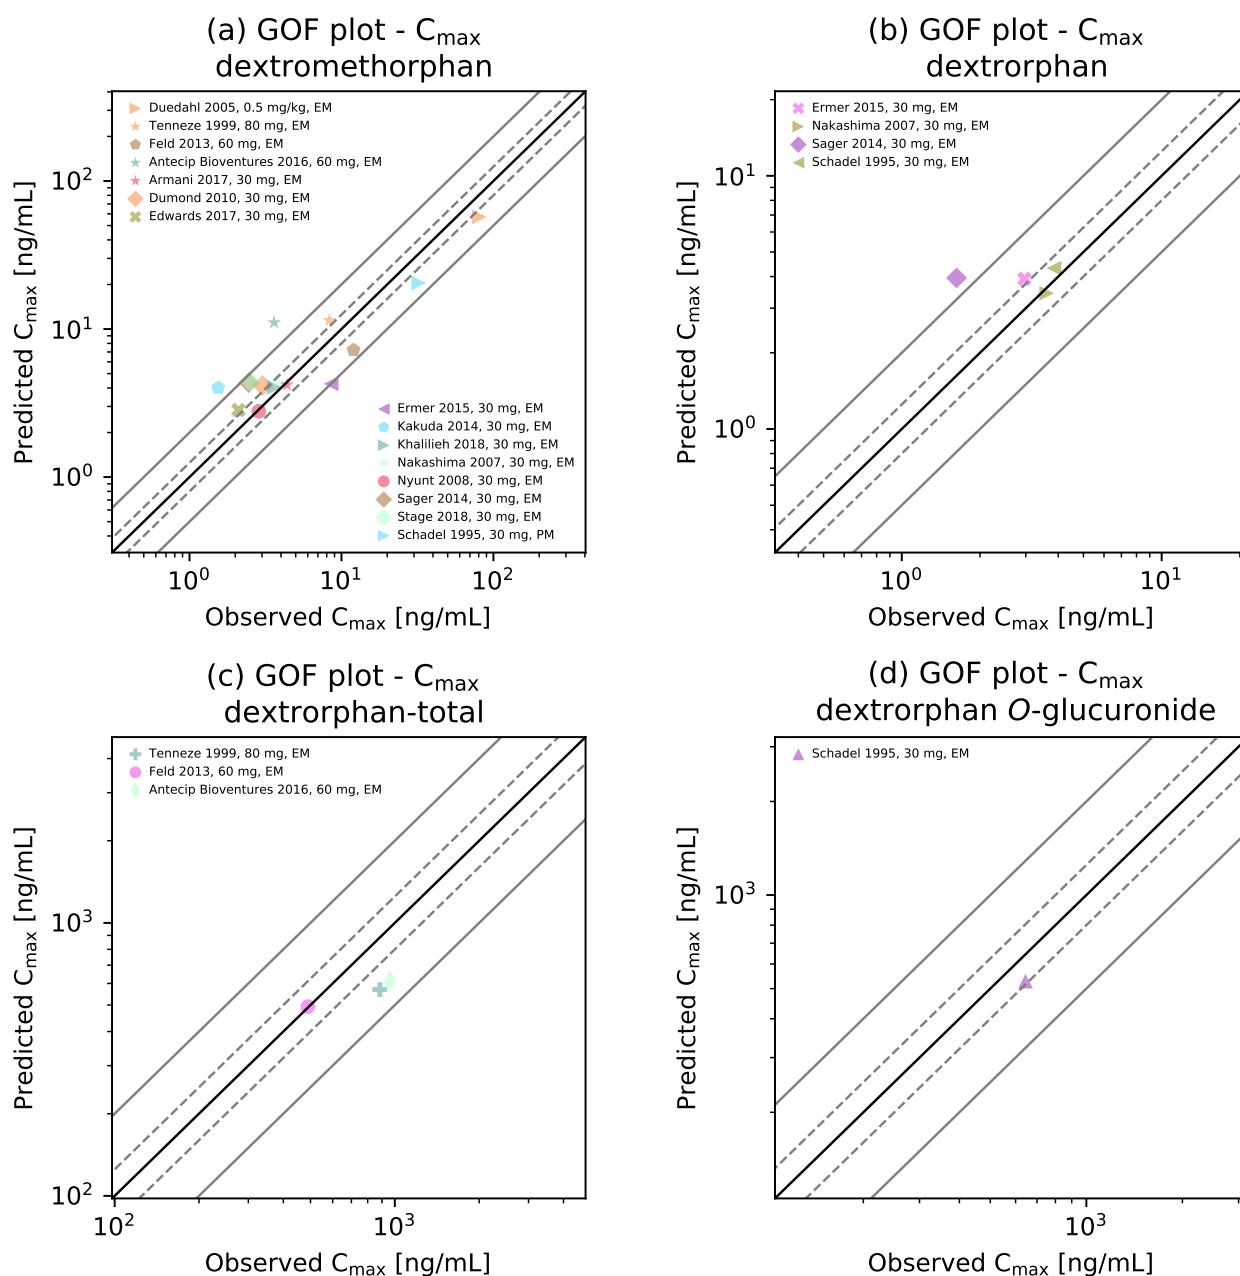 (a) GOF plot - Cmax
dextromethorphan
Duedahl 2005, 0.5 mg/kg, EM
Tenneze 1999, 80 mg, EM
Feld 2013, 60 mg, EM
Antecip Bioventures 2016, 60 mg, EM
Armani 2017, 30 mg, EM
Dumond 2010, 30 mg, EM
Edwards 2017, 30 mg, EM
Ermer 2015, 30 mg, EM
Kakuda 2014, 30 mg, EM
Khalilieh 2018, 30 mg, EM
Nakashima 2007, 30 mg, EM
Nyunt 2008, 30 mg, EM
Sager 2014, 30 mg, EM
Stage 2018, 30 mg, EM
Schadel 1995, 30 mg, PM
Predicted Cmax [ng/mL]
10²
10¹
10⁰
10⁰ 10¹ 10²
Observed Cmax [ng/mL]
(b) GOF plot - Cmax
dextrorphan
Ermer 2015, 30 mg, EM
Nakashima 2007, 30 mg, EM
Sager 2014, 30 mg, EM
Schadel 1995, 30 mg, EM
Predicted Cmax [ng/mL]
10¹
10⁰
10⁰ 10¹
Observed Cmax [ng/mL]
(c) GOF plot - Cmax
dextrorphan-total
Tenneze 1999, 80 mg, EM
Feld 2013, 60 mg, EM
Antecip Bioventures 2016, 60 mg, EM
Predicted Cmax [ng/mL]
10³
10²
10² 10³
Observed Cmax [ng/mL]
(d) GOF plot - Cmax
dextrorphan O-glucuronide
Schadel 1995, 30 mg, EM
Predicted Cmax [ng/mL]
10³
10³
Observed Cmax [ng/mL]